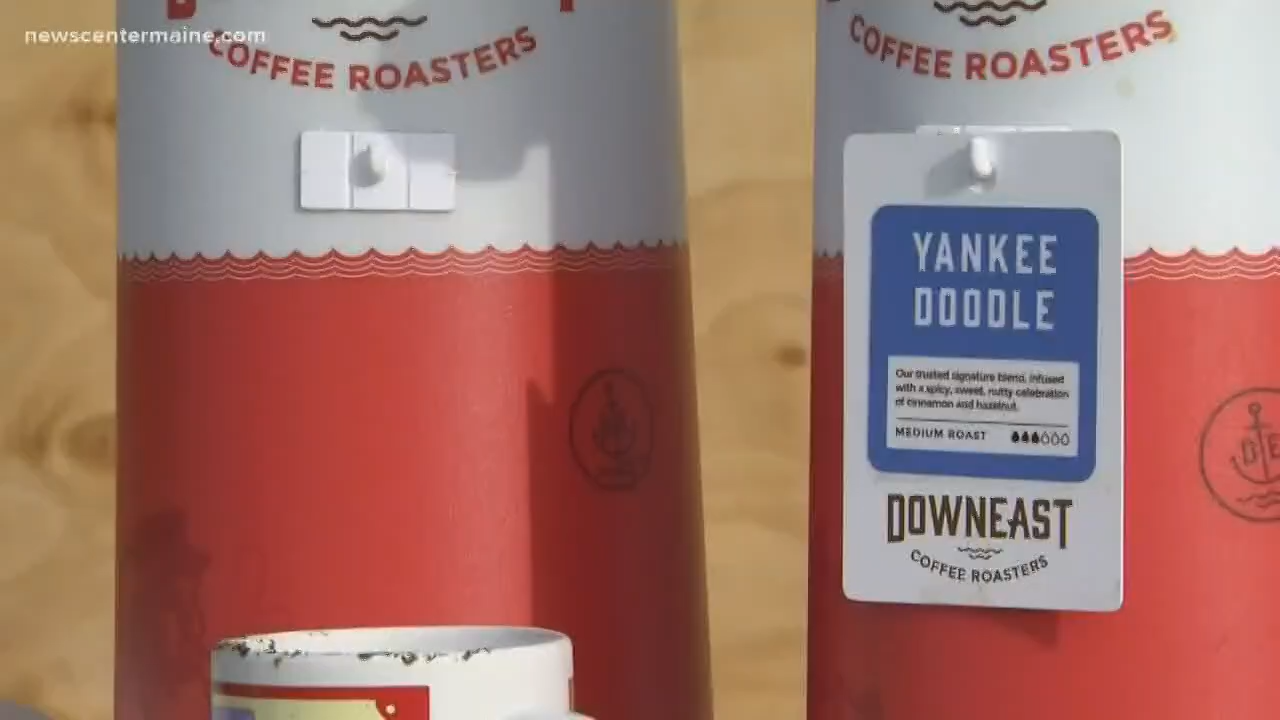 newscentermaine.com
COFFEE ROASTERS
COFFEE ROASTERS
YANKEE
DOODLE
Our trusted signature blend, infused
with a spicy, sweet, nutty celebration
of cinnamon and hazelnut.
MEDIUM ROAST
DOWNEAST
COFFEE ROASTERS
DE